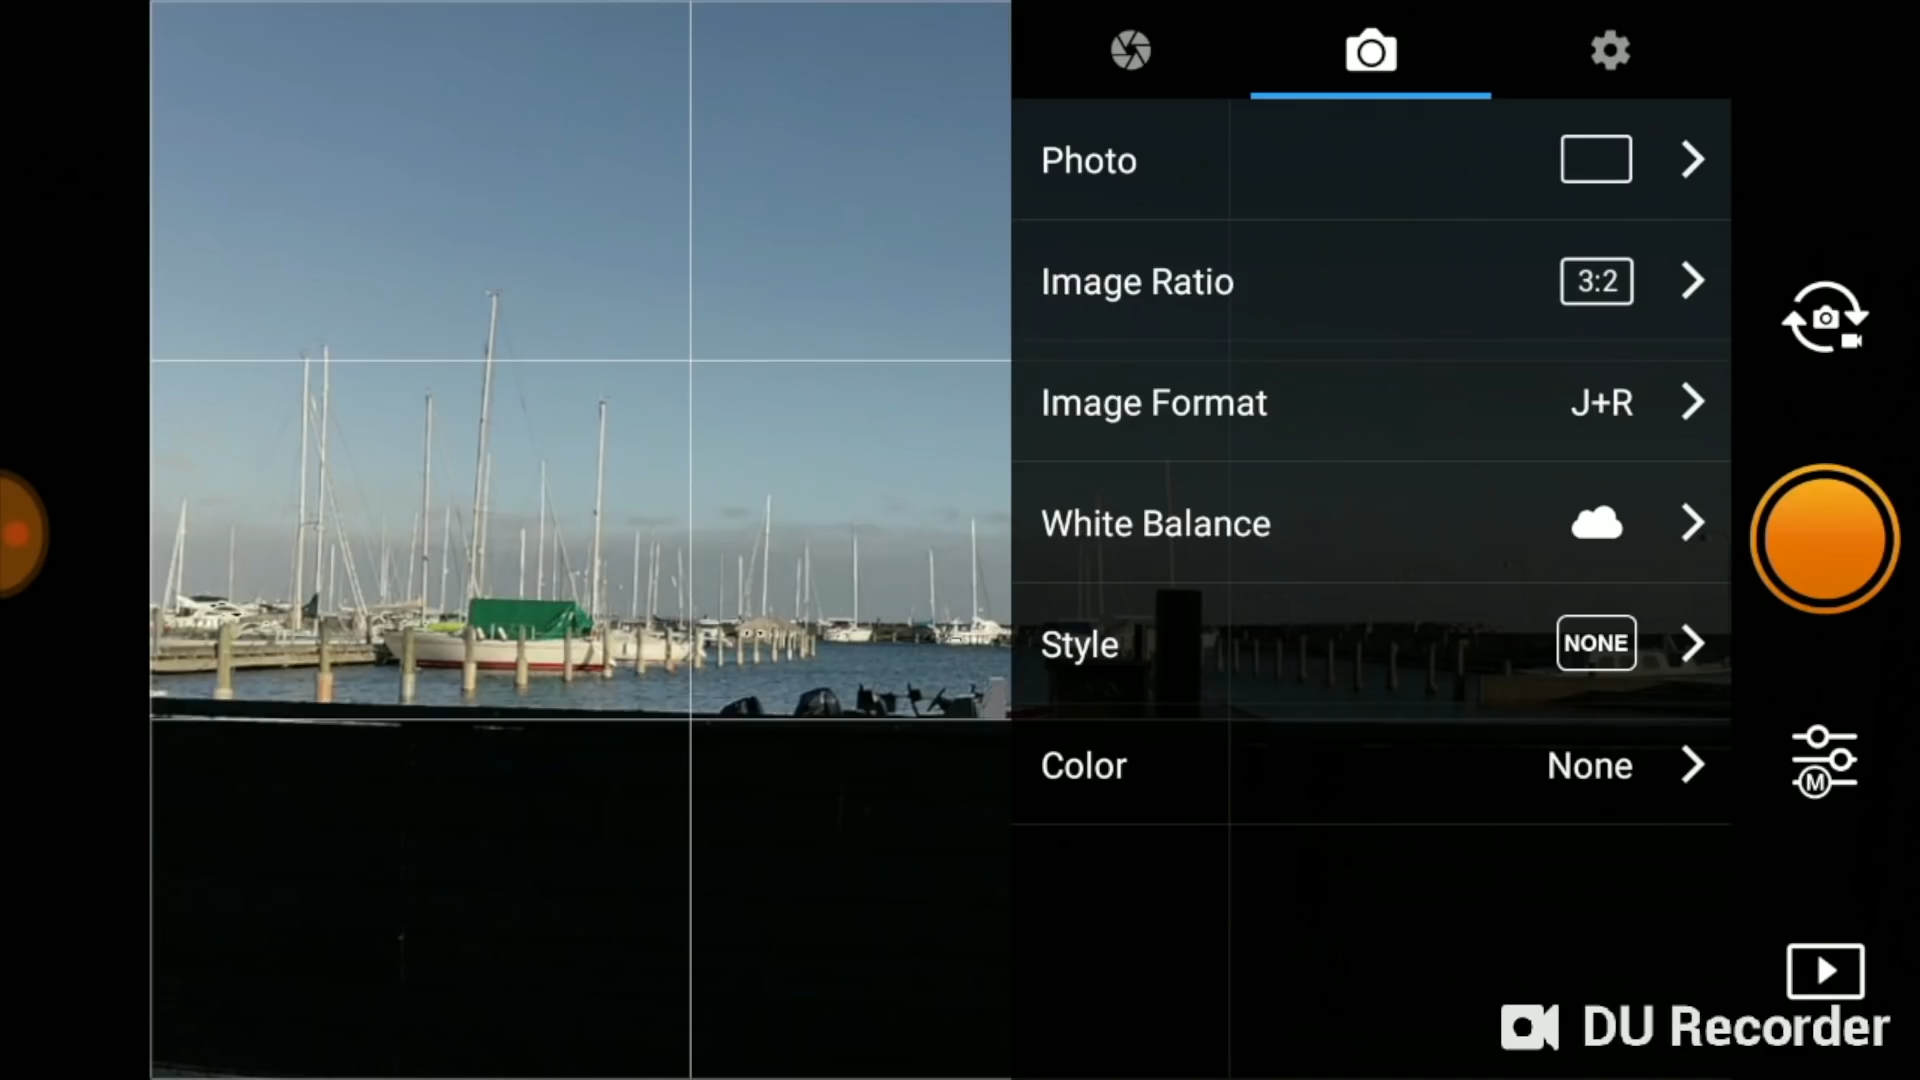 Photo
Image Ratio 3:2
Image Format J+R
White Balance
Style NONE
Color None
M
DU Recorder